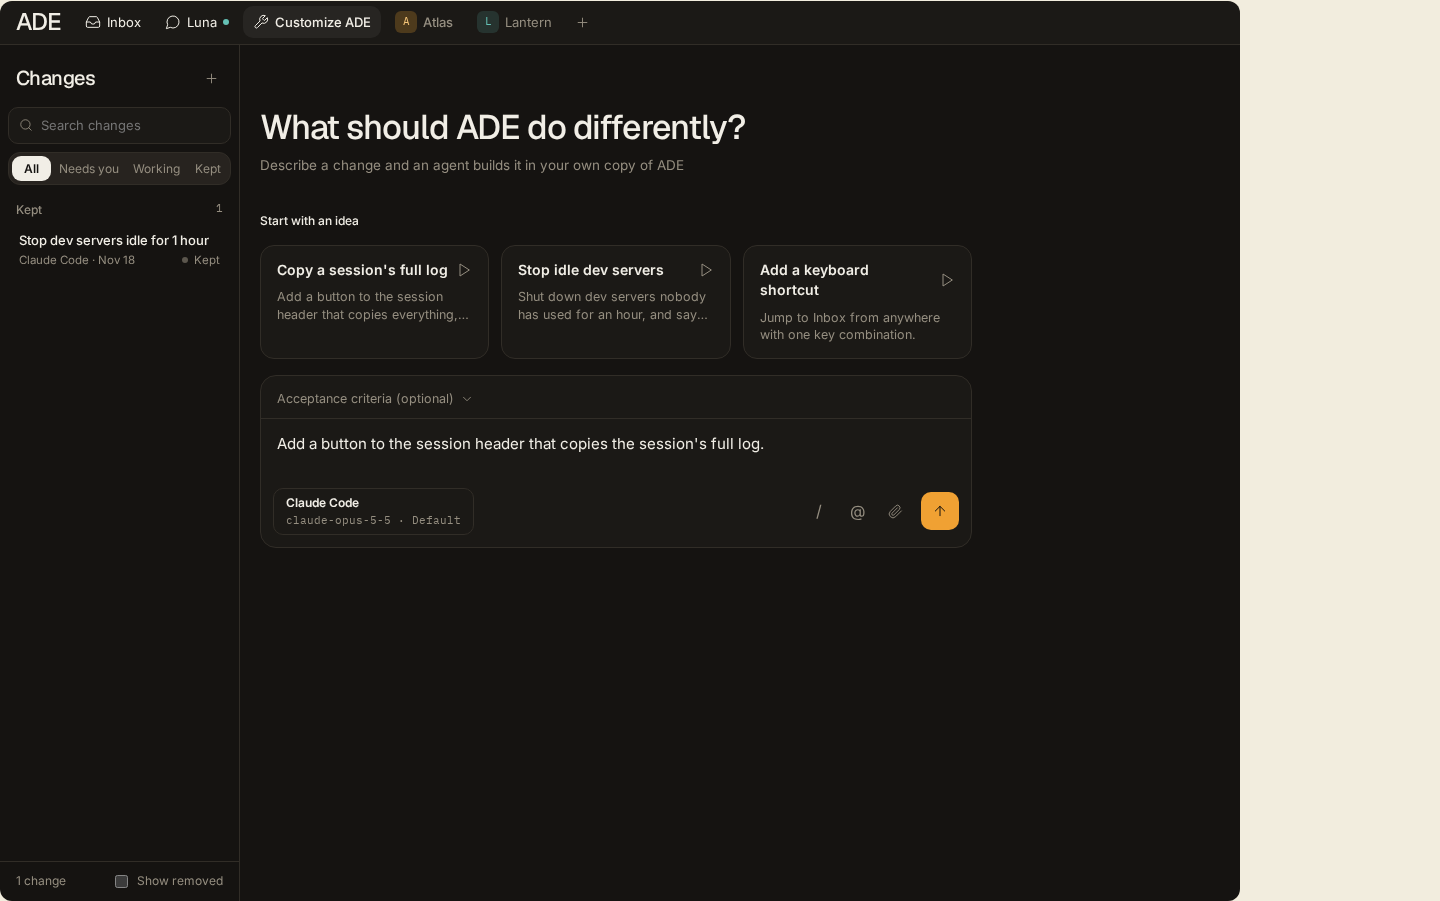 ADE
Inbox
Luna
Customize ADE
A
Atlas
L
Lantern
Changes
Search changes
All
Needs you
Working
Kept
Kept
1
Stop dev servers idle for 1 hour
Claude Code · Nov 18
Kept
1 change
Show removed
What should ADE do differently?
Describe a change and an agent builds it in your own copy of ADE
Start with an idea
Copy a session's full log
Add a button to the session
header that copies everything,...
Stop idle dev servers
Shut down dev servers nobody
has used for an hour, and say...
Add a keyboard
shortcut
Jump to Inbox from anywhere
with one key combination.
Acceptance criteria (optional)
Add a button to the session header that copies the session's full log.
Claude Code
claude-opus-5-5 · Default
/
@